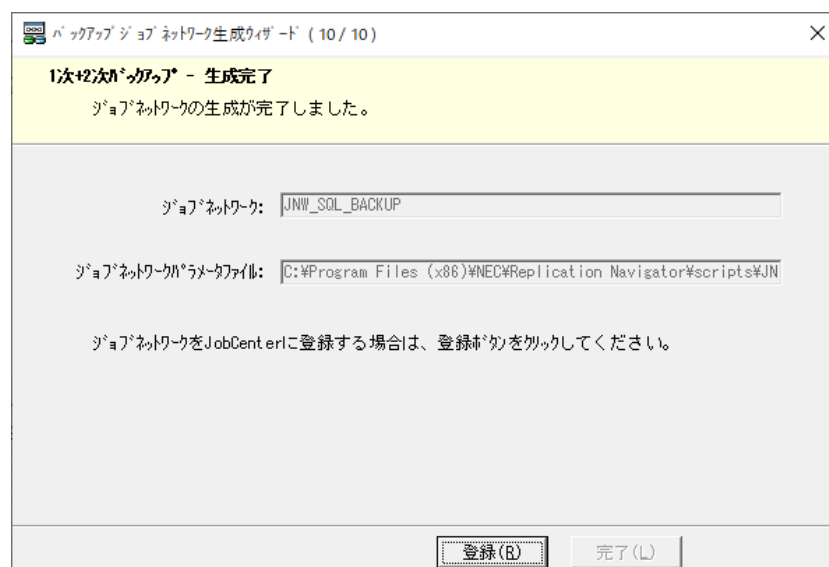 バックアップジョブネットワーク生成ウィザード ( 10 / 10 )
1次+2次バックアップ - 生成完了
ジョブネットワークの生成が完了しました。
ジョブネットワーク: JNW_SQL_BACKUP
ジョブネットワークパラメータファイル: C:¥Program Files (x86)¥NEC¥Replication Navigator¥scripts¥JN
ジョブネットワークをJobCenterに登録する場合は、登録ボタンをクリックしてください。
登録(R) 完了(L)